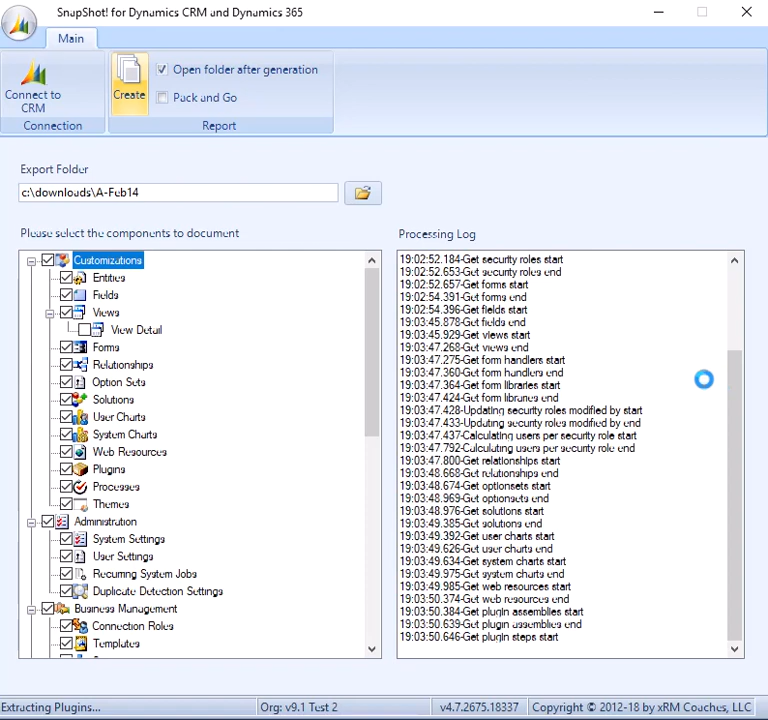 SnapShot! for Dynamics CRM and Dynamics 365
Main
Connect to
CRM
Connection
Create
Open folder after generation
Pack and Go
Report
Export Folder
c:\downloads\A-Feb14
Please select the components to document
Customizations
Entities
Fields
Views
View Detail
Forms
Relationships
Option Sets
Solutions
User Charts
System Charts
Web Resources
Plugins
Processes
Themes
Administration
System Settings
User Settings
Recurring System Jobs
Duplicate Detection Settings
Business Management
Connection Roles
Templates
Processing Log
19:02:52.184-Get security roles start
19:02:52.653-Get security roles end
19:02:52.657-Get forms start
19:02:54.391-Get forms end
19:02:54.396-Get fields start
19:03:45.878-Get fields end
19:03:45.929-Get views start
19:03:47.268-Get views end
19:03:47.275-Get form handlers start
19:03:47.360-Get form handlers end
19:03:47.364-Get form libraries start
19:03:47.424-Get form libraries end
19:03:47.428-Updating security roles modified by start
19:03:47.433-Updating security roles modified by end
19:03:47.437-Calculating users per security role start
19:03:47.792-Calculating users per security role end
19:03:47.800-Get relationships start
19:03:48.668-Get relationships end
19:03:48.674-Get optionsets start
19:03:48.969-Get optionsets end
19:03:48.976-Get solutions start
19:03:49.385-Get solutions end
19:03:49.392-Get user charts start
19:03:49.626-Get user charts end
19:03:49.634-Get system charts start
19:03:49.975-Get system charts end
19:03:49.985-Get web resources start
19:03:50.374-Get web resources end
19:03:50.384-Get plugin assemblies start
19:03:50.639-Get plugin assemblies end
19:03:50.646-Get plugin steps start
Extracting Plugins...
Org: v9.1 Test 2
v4.7.2675.18337
Copyright © 2012-18 by xRM Coaches, LLC